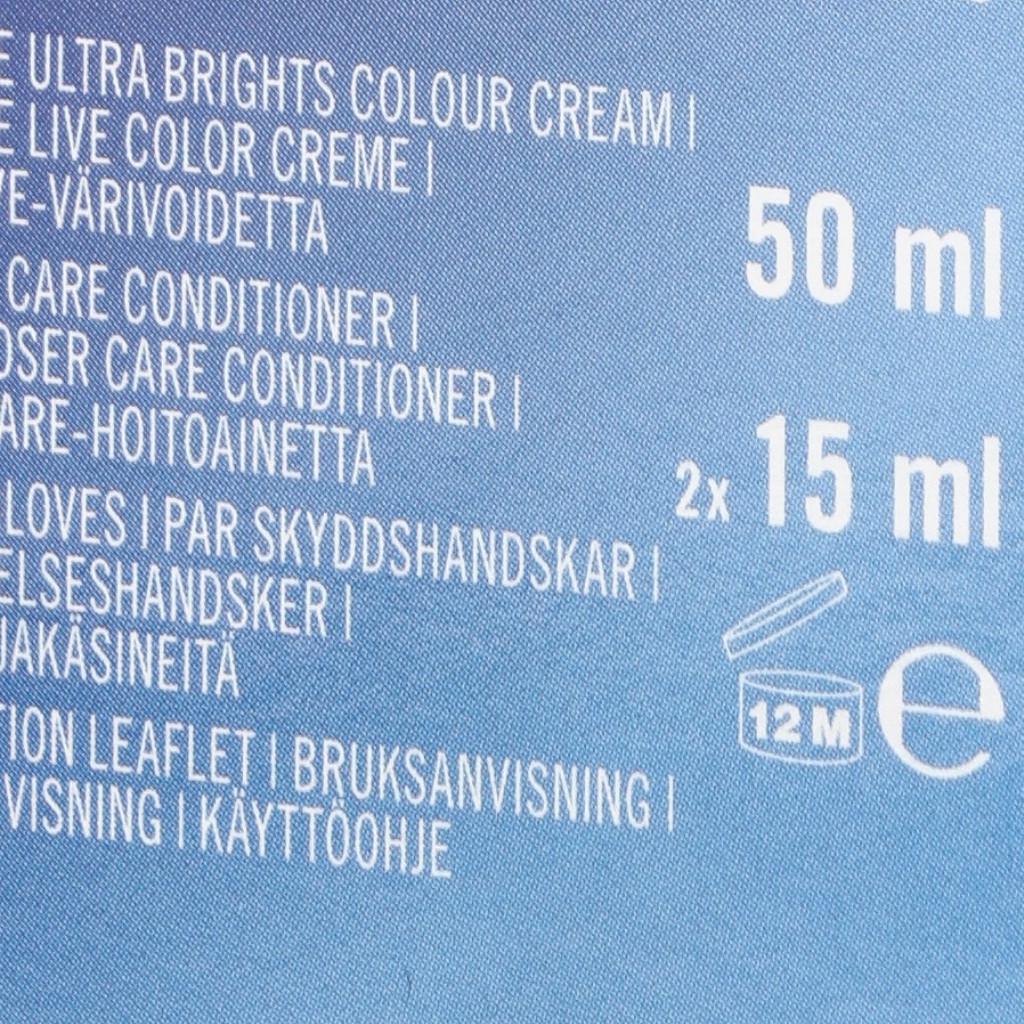 E ULTRA BRIGHTS COLOUR CREAM |
E LIVE COLOR CREME |
VE-VÄRIVOIDETTA
50 ml
CARE CONDITIONER |
OSER CARE CONDITIONER |
ARE-HOITOAINETTA
2x 15 ml
LOVES | PAR SKYDDSHANDSKAR |
ELSESHANDSKER |
JAKÄSINEITÄ
12 M e
TION LEAFLET | BRUKSANVISNING |
VISNING | KÄYTTÖOHJE